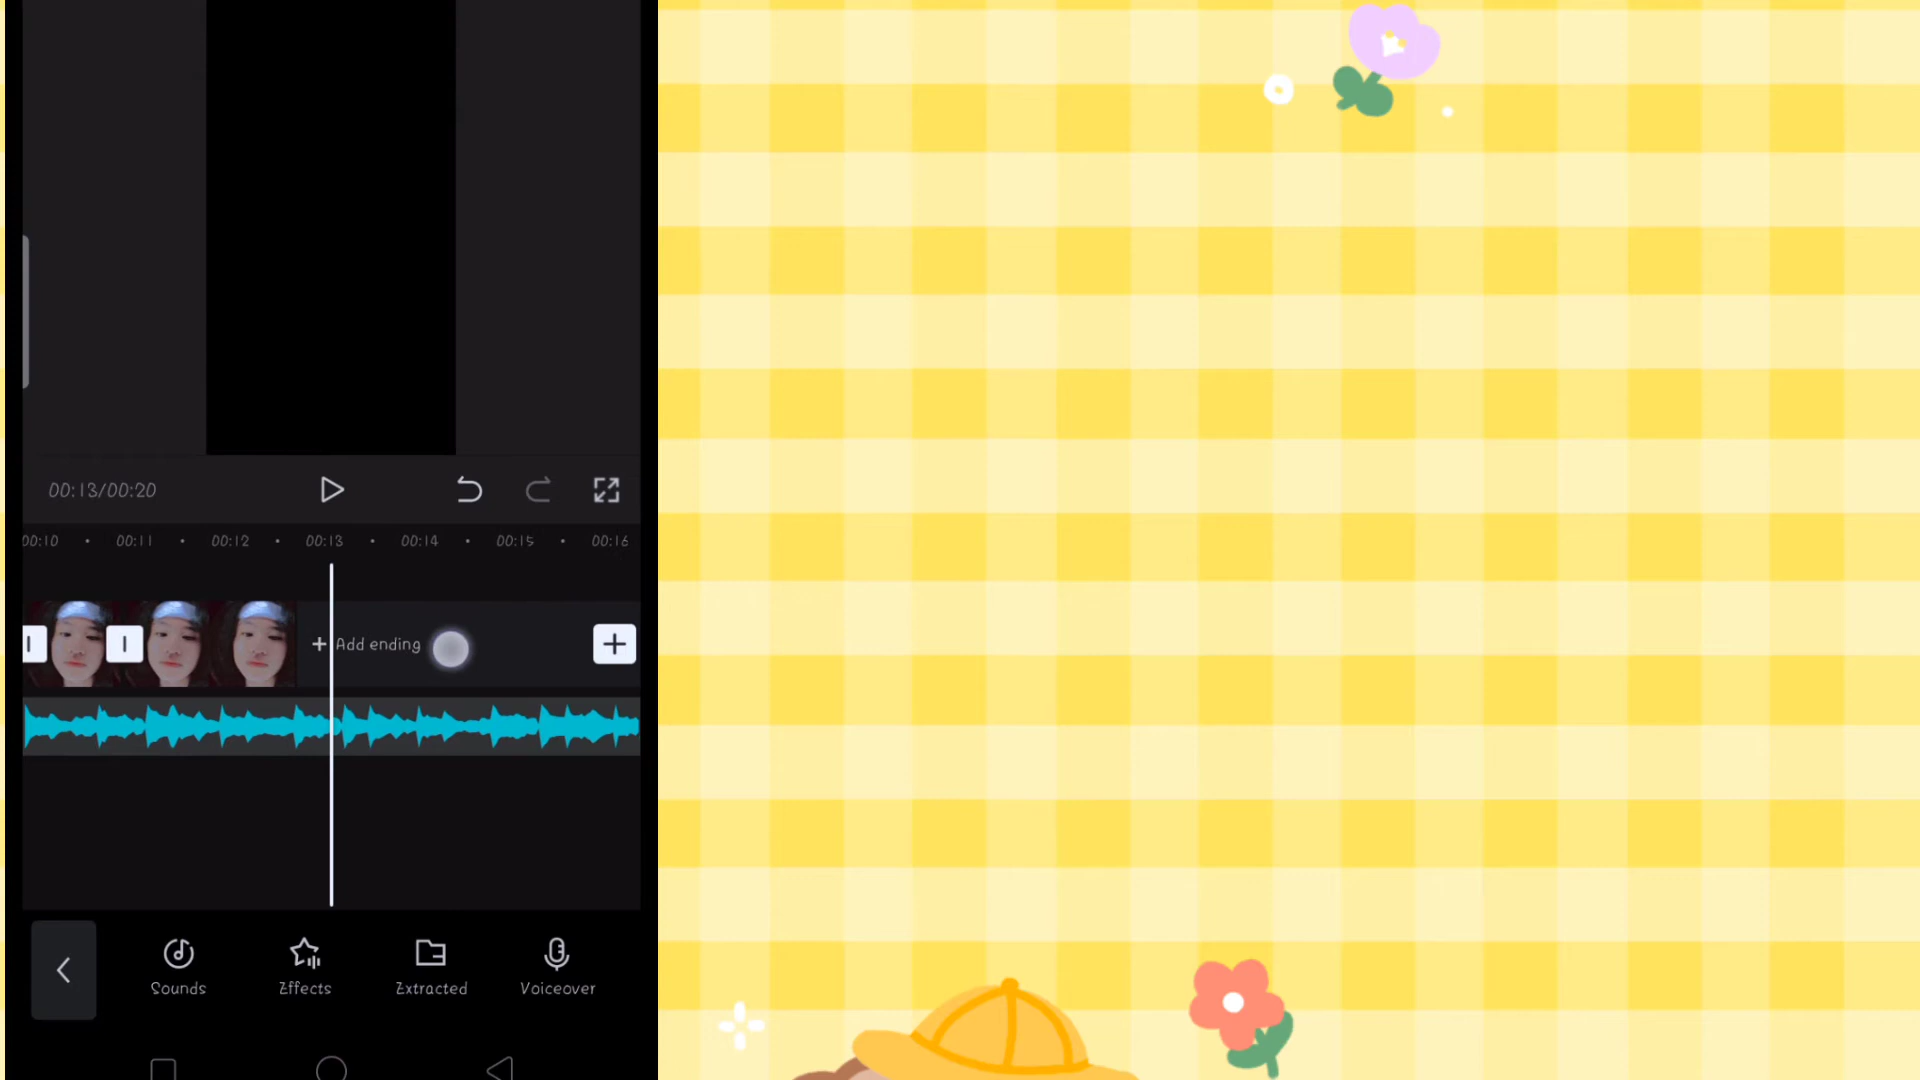 00:13/00:20
00:10 00:11 00:12 00:13 00:14 00:15 00:16
+ Add ending
Sounds Effects Extracted Voiceover